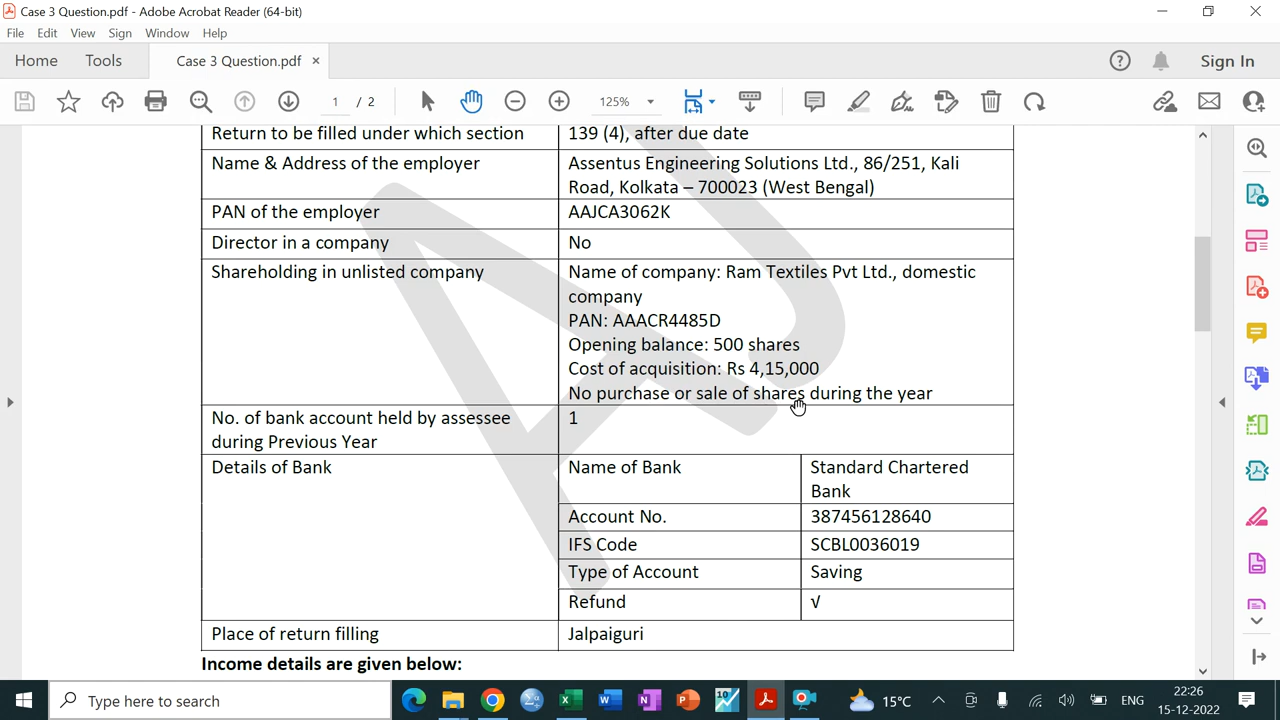 Case 3 Question.pdf - Adobe Acrobat Reader (64-bit)
File Edit View Sign Window Help
Home Tools Case 3 Question.pdf × Sign In
1 / 2 125%
Return to be filled under which section 139 (4), after due date
Name & Address of the employer Assentus Engineering Solutions Ltd., 86/251, Kali
Road, Kolkata – 700023 (West Bengal)
PAN of the employer AAJCA3062K
Director in a company No
Shareholding in unlisted company Name of company: Ram Textiles Pvt Ltd., domestic
company
PAN: AAACR4485D
Opening balance: 500 shares
Cost of acquisition: Rs 4,15,000
No purchase or sale of shares during the year
No. of bank account held by assessee 1
during Previous Year
Details of Bank Name of Bank Standard Chartered
Bank
Account No. 387456128640
IFS Code SCBL0036019
Type of Account Saving
Refund √
Place of return filling Jalpaiguri
Income details are given below:
Type here to search 15°C ENG 22:26
15-12-2022